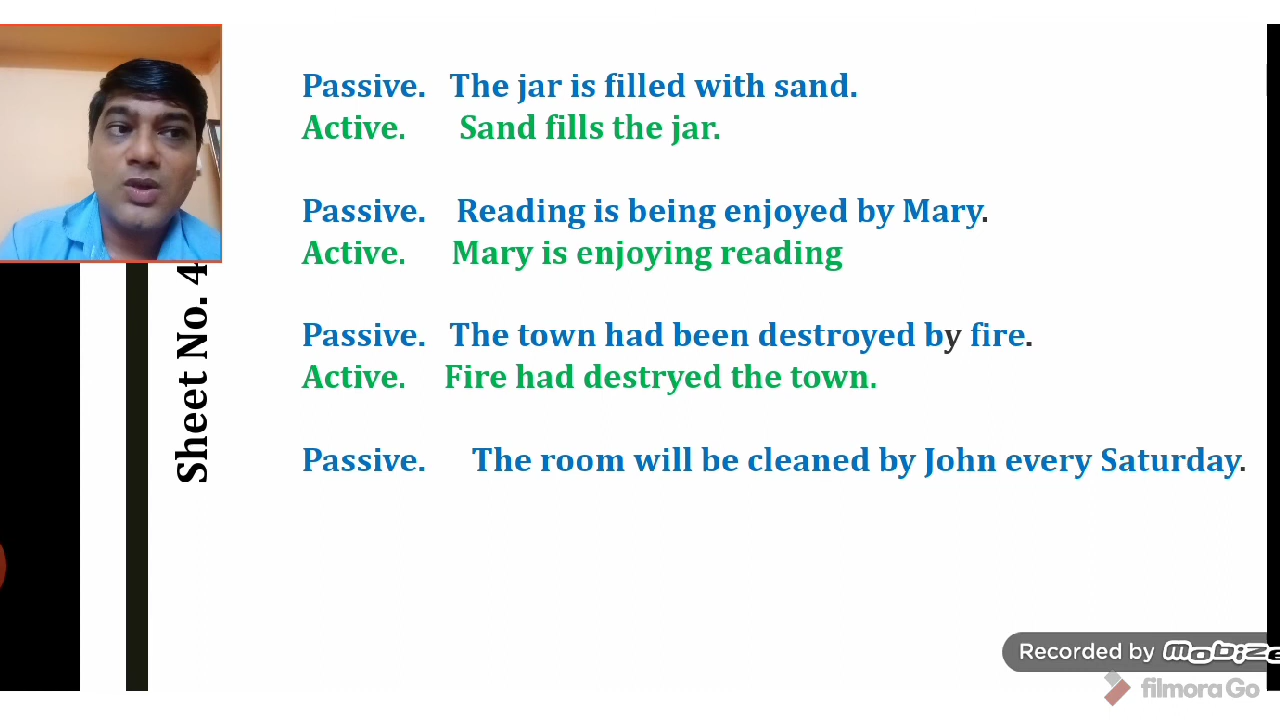 Passive. The jar is filled with sand.
Active. Sand fills the jar.
Passive. Reading is being enjoyed by Mary.
Active. Mary is enjoying reading
Passive. The town had been destroyed by fire.
Active. Fire had destryed the town.
Passive. The room will be cleaned by John every Saturday.
Sheet No. 4
Recorded by
filmora Go